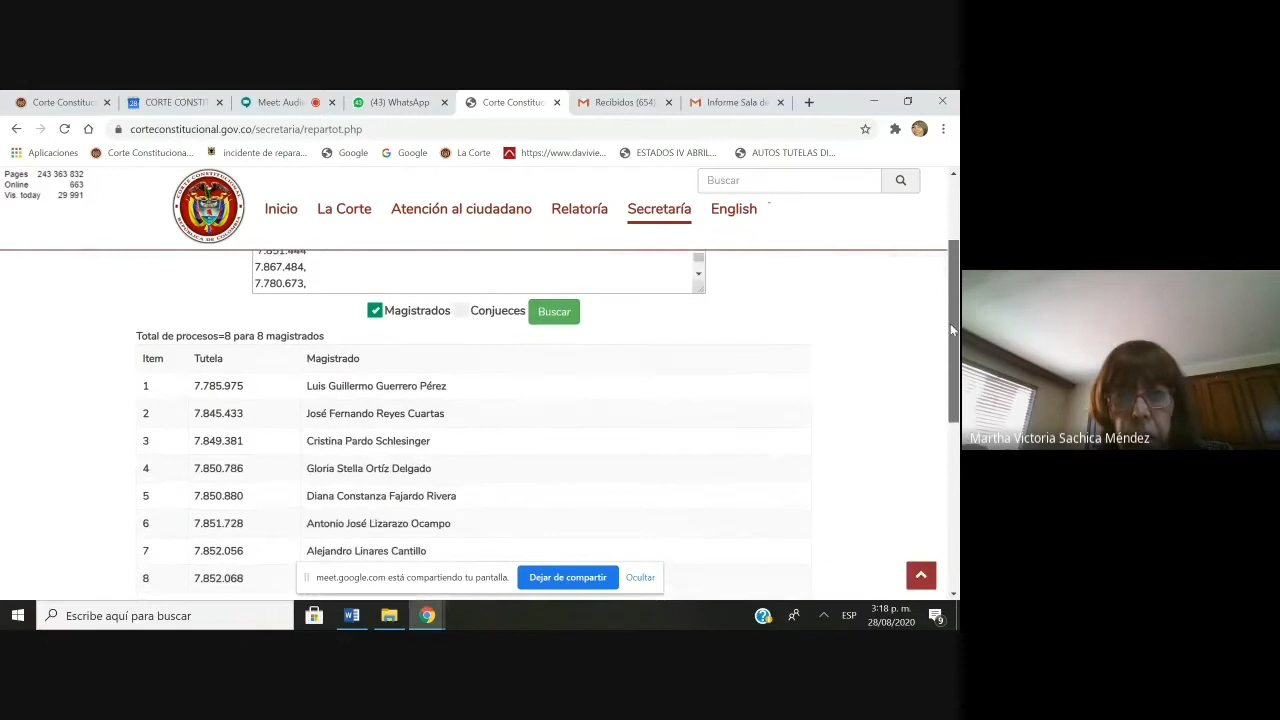 Corte Constituc
CORTE CONSTIT
Meet: Audie
(43) WhatsApp
Corte Constituc
Recibidos (654)
Informe Sala de
corteconstitucional.gov.co/secretaria/repartot.php
Aplicaciones
Corte Constituciona...
incidente de repara...
Google
Google
La Corte
https://www.davivie...
ESTADOS IV ABRIL...
AUTOS TUTELAS DI...
Pages 243 363 832
Online 663
Vis. today 29 991
Buscar
Inicio La Corte Atención al ciudadano Relatoría Secretaría English
7.851.444
7.867.484,
7.780.673,
Magistrados Conjueces Buscar
Total de procesos=8 para 8 magistrados
Item Tutela Magistrado
1 7.785.975 Luis Guillermo Guerrero Pérez
2 7.845.433 José Fernando Reyes Cuartas
3 7.849.381 Cristina Pardo Schlesinger
4 7.850.786 Gloria Stella Ortíz Delgado
5 7.850.880 Diana Constanza Fajardo Rivera
6 7.851.728 Antonio José Lizarazo Ocampo
7 7.852.056 Alejandro Linares Cantillo
8 7.852.068
meet.google.com está compartiendo tu pantalla. Dejar de compartir Ocultar
Escribe aquí para buscar
ESP
3:18 p. m.
28/08/2020
9
Martha Victoria Sachica Méndez